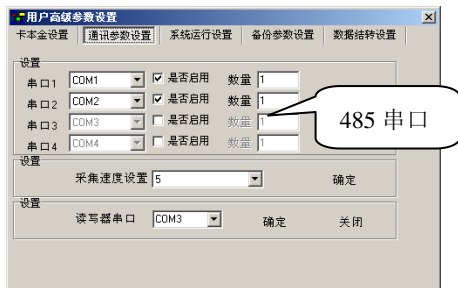 用户高级参数设置
卡本金设置 通讯参数设置 系统运行设置 备份参数设置 数据结转设置
设置
串口1 COM1 是否启用 数量 1
串口2 COM2 是否启用 数量 1
串口3 COM3 是否启用 数量 1
串口4 COM4 是否启用 数量 1
485 串口
设置
采集速度设置 5 确定
设置
读写器串口 COM3 确定 关闭